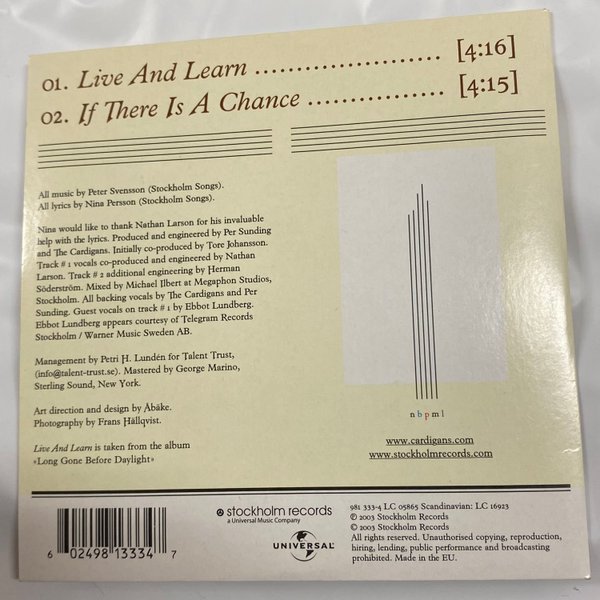 01. Live And Learn ...................... [4:16]
02. If There Is A Chance ................. [4:15]
All music by Peter Svensson (Stockholm Songs).
All lyrics by Nina Persson (Stockholm Songs).
Nina would like to thank Nathan Larson for his invaluable
help with the lyrics. Produced and engineered by Per Sunding
and The Cardigans. Initially co-produced by Tore Johansson.
Track #1 vocals co-produced and engineered by Nathan
Larson. Track #2 additional engineering by Herman
Söderström. Mixed by Michael Ilbert at Megaphon Studios,
Stockholm. All backing vocals by The Cardigans and Per
Sunding. Guest vocals on track #1 by Ebbot Lundberg.
Ebbot Lundberg appears courtesy of Telegram Records
Stockholm / Warner Music Sweden AB.
Management by Petri H. Lundén for Talent Trust,
(info@talent-trust.se). Mastered by George Marino,
Sterling Sound, New York.
Art direction and design by Åbäke.
Photography by Frans Hällqvist.
Live And Learn is taken from the album
»Long Gone Before Daylight»
n b p m l
www.cardigans.com
www.stockholmrecords.com
6 02498 13334 7
stockholm records
a Universal Music Company
UNIVERSAL
981 333-4 LC 05865 Scandinavian: LC 16923
℗ 2003 Stockholm Records
© 2003 Stockholm Records
All rights reserved. Unauthorised copying, reproduction,
hiring, lending, public performance and broadcasting
prohibited. Made in the EU.